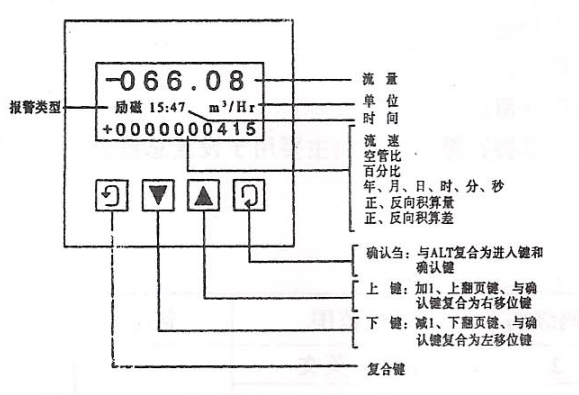 -066.08
流 量
报警类型
励磁 15:47 m³/Hr
单 位
时 间
+0000000415
流 速
空管比
百分比
年、月、日、时、分、秒
正、反向积算量
正、反向积算差
确认刍：与ALT复合为进入键和
确认键
上 键：加1、上翻页键、与确
认键复合为右移位键
下 键：减1、下翻页键、与确
认键复合为左移位键
复合键